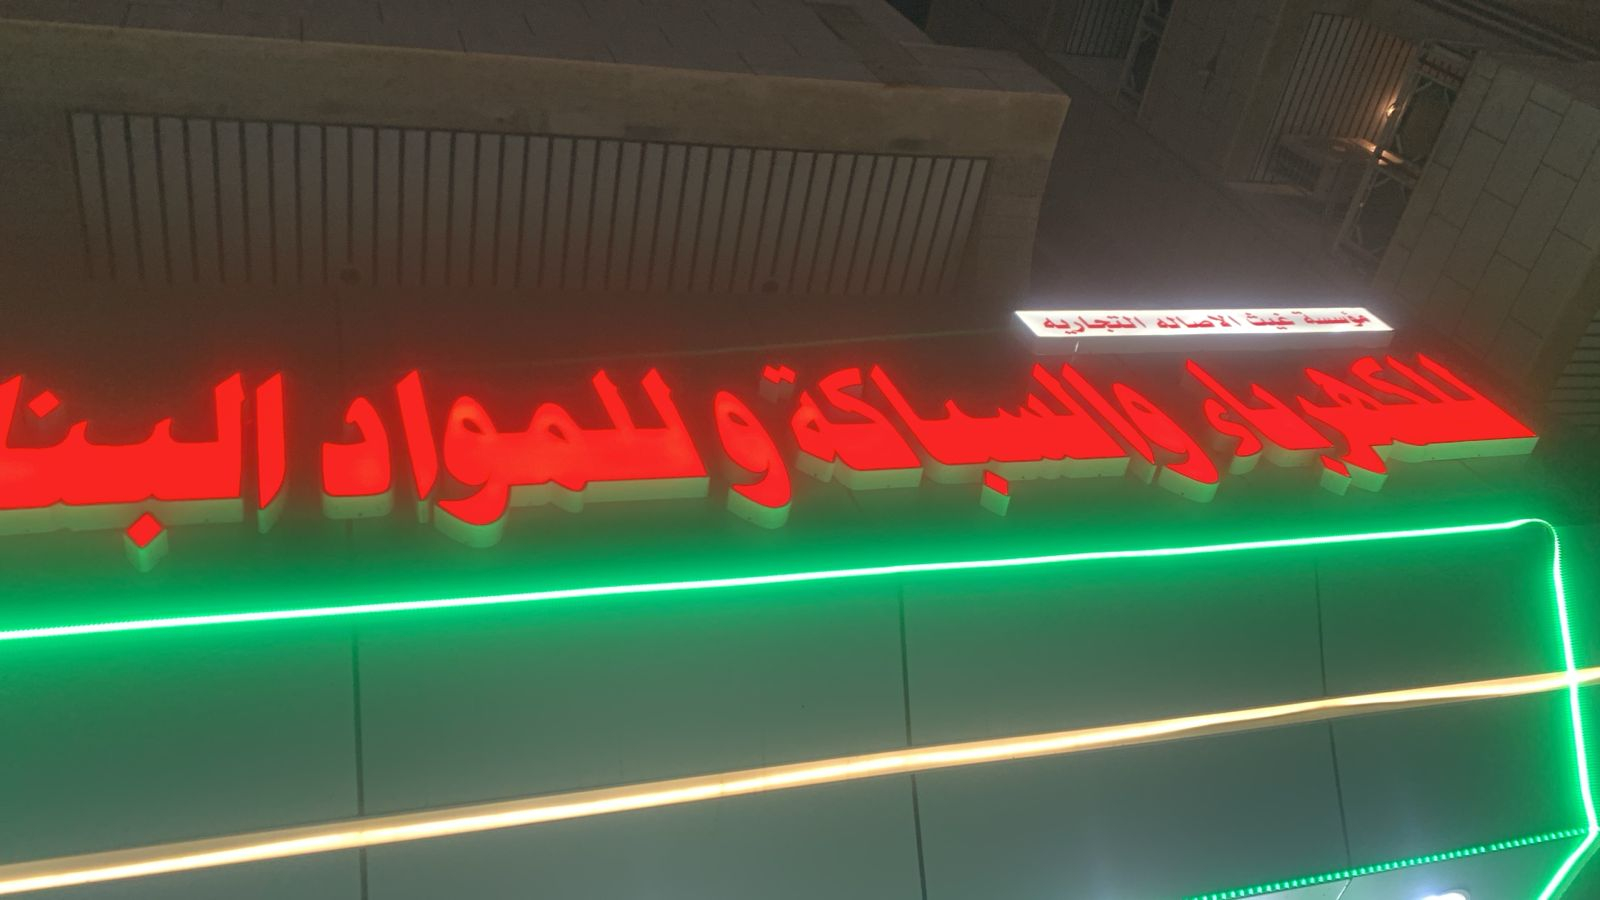 مؤسسة غيث الاصاله التجاريه
للكهرباء والسباكة وللمواد